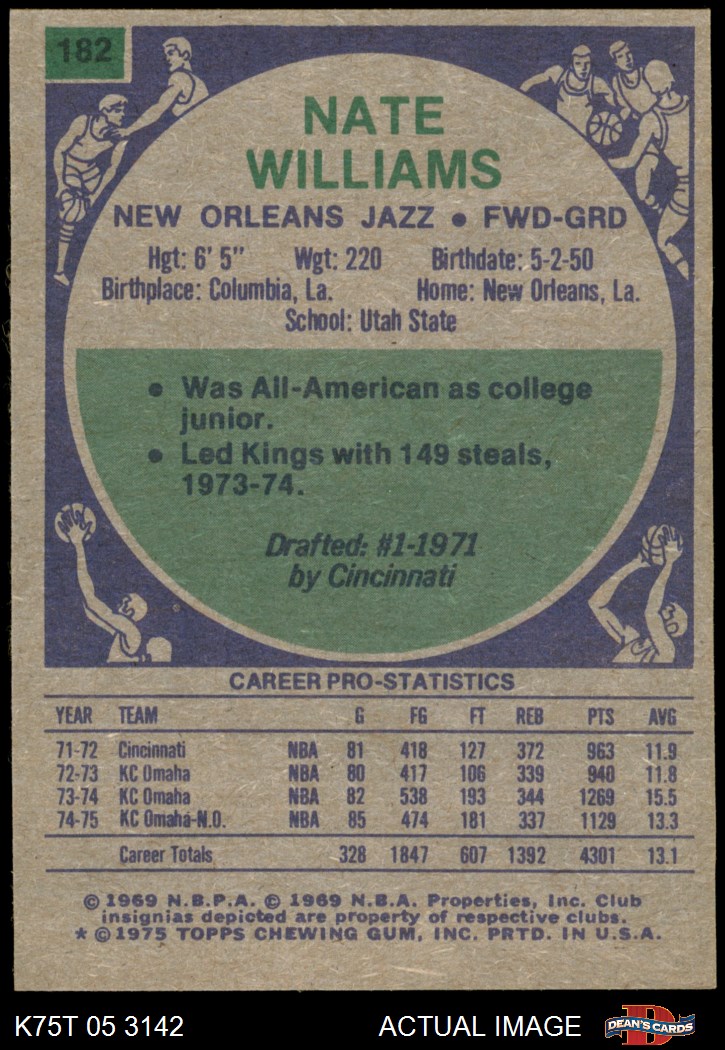 182
NATE
WILLIAMS
NEW ORLEANS JAZZ • FWD-GRD
Hgt: 6' 5" Wgt: 220 Birthdate: 5-2-50
Birthplace: Columbia, La. Home: New Orleans, La.
School: Utah State
• Was All-American as college
junior.
• Led Kings with 149 steals,
1973-74.
Drafted: #1-1971
by Cincinnati
CAREER PRO-STATISTICS
YEAR TEAM G FG FT REB PTS AVG
71-72 Cincinnati NBA 81 418 127 372 963 11.9
72-73 KC Omaha NBA 80 417 106 339 940 11.8
73-74 KC Omaha NBA 82 538 193 344 1269 15.5
74-75 KC Omaha-N.O. NBA 85 474 181 337 1129 13.3
Career Totals 328 1847 607 1392 4301 13.1
© 1969 N.B.P.A. © 1969 N.B.A. Properties, Inc. Club
insignias depicted are property of respective clubs.
* © 1975 TOPPS CHEWING GUM, INC. PRTD. IN U.S.A.
K75T 05 3142 ACTUAL IMAGE D DEAN'S CARDS